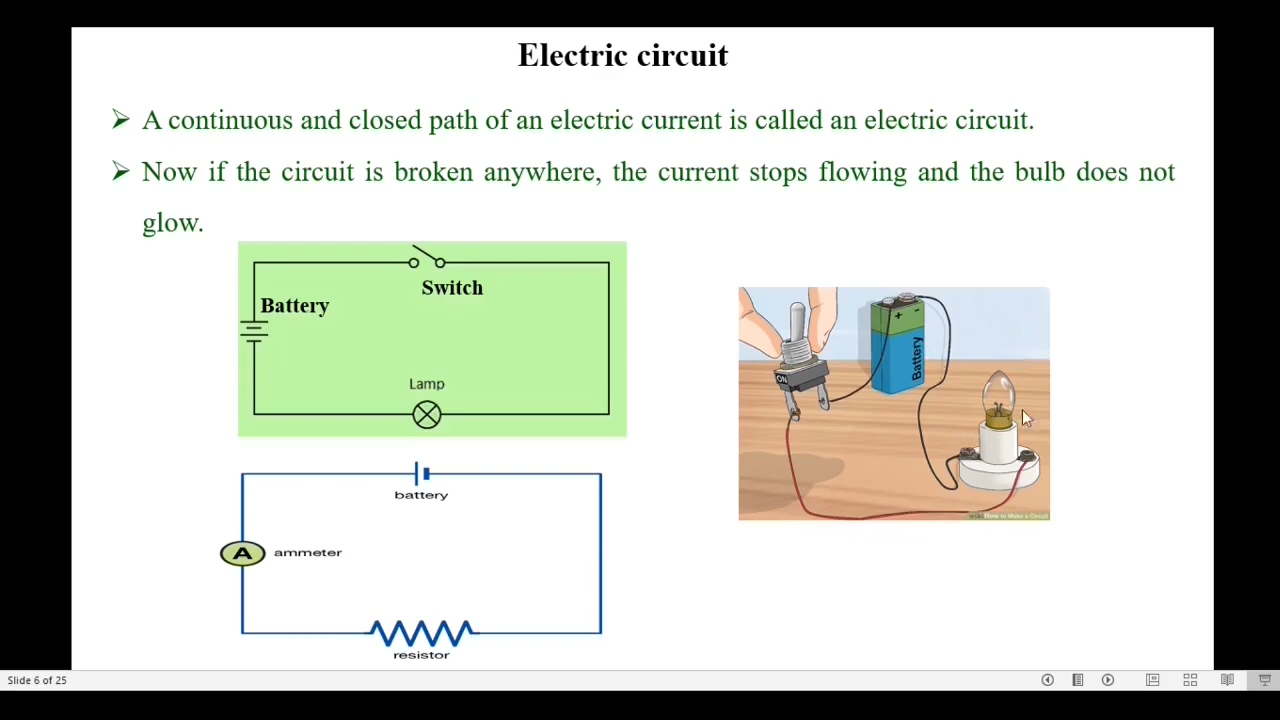 Electric circuit
➢ A continuous and closed path of an electric current is called an electric circuit.
➢ Now if the circuit is broken anywhere, the current stops flowing and the bulb does not
glow.
Switch
Battery
Lamp
ON
+ -
Battery
wiki How to Make a Circuit
battery
A ammeter
resistor
Slide 6 of 25